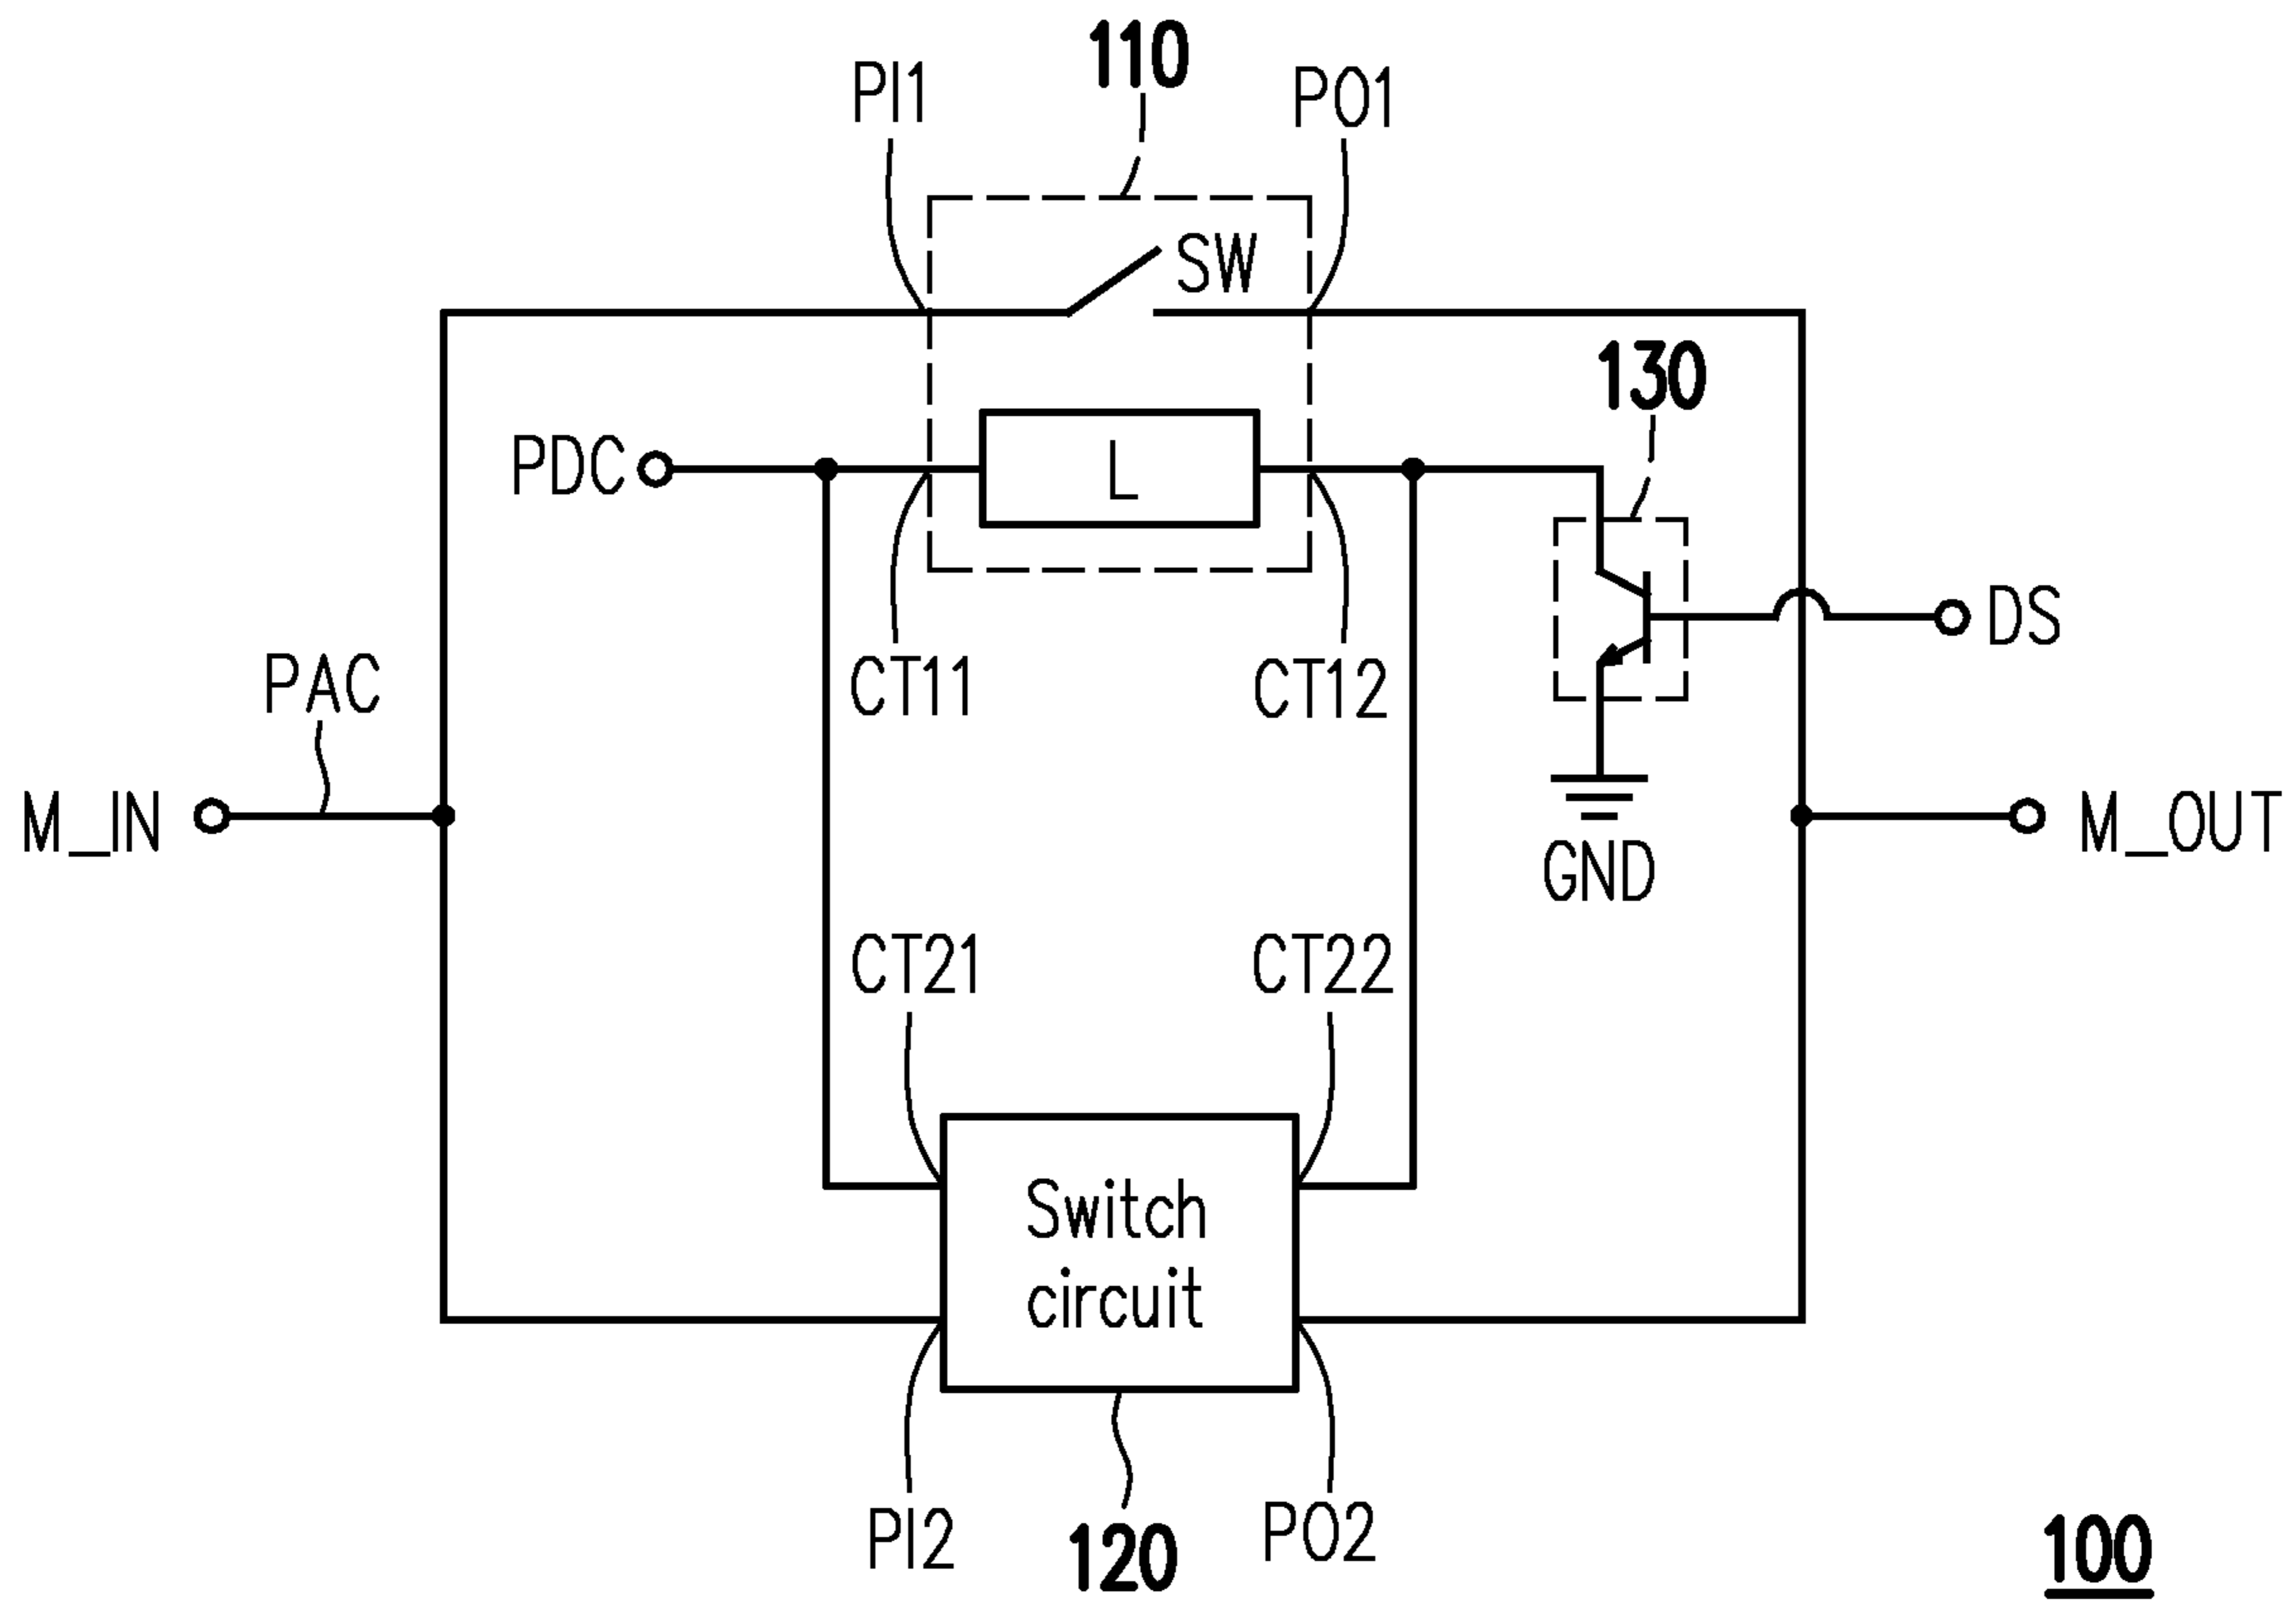 110
PI1
PO1
SW
130
PDC
L
DS
CT11
CT12
PAC
M_IN
M_OUT
GND
CT21
CT22
Switch
circuit
PI2
120
PO2
100